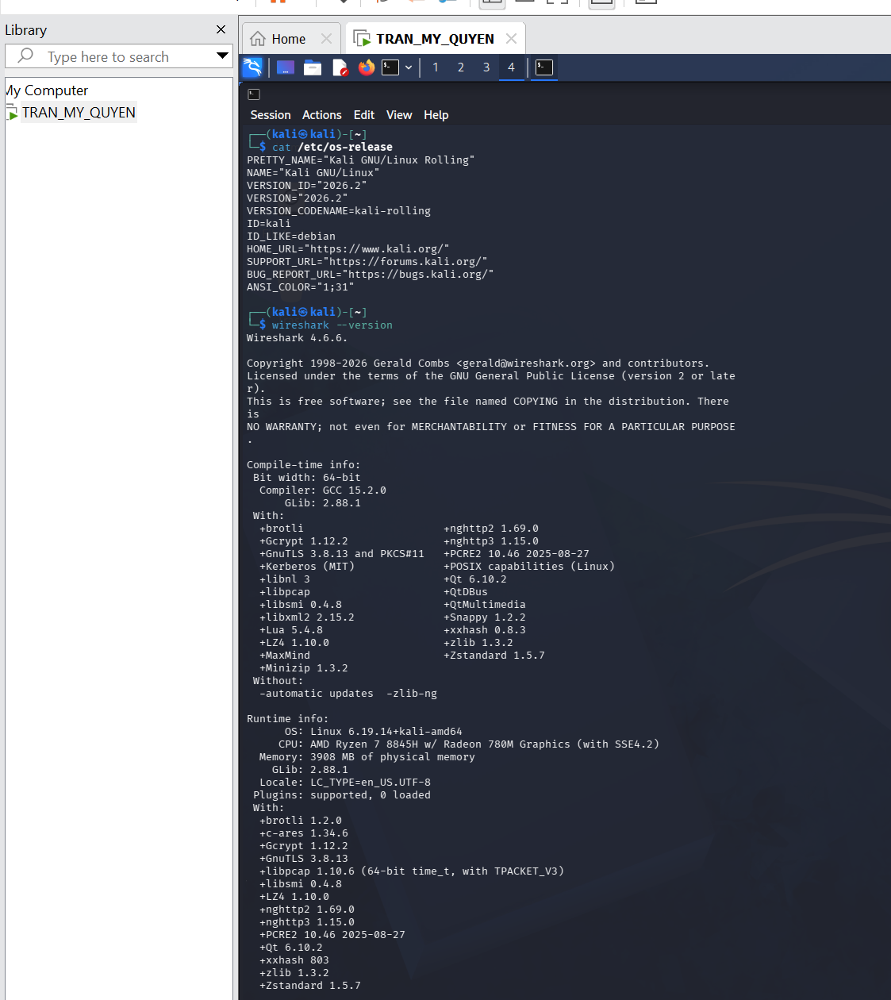 Library
Type here to search
My Computer
TRAN_MY_QUYEN
Home
TRAN_MY_QUYEN
1 2 3 4
Session Actions Edit View Help
┌──(kali㉿kali)-[~]
└─$ cat /etc/os-release
PRETTY_NAME="Kali GNU/Linux Rolling"
NAME="Kali GNU/Linux"
VERSION_ID="2026.2"
VERSION="2026.2"
VERSION_CODENAME=kali-rolling
ID=kali
ID_LIKE=debian
HOME_URL="https://www.kali.org/"
SUPPORT_URL="https://forums.kali.org/"
BUG_REPORT_URL="https://bugs.kali.org/"
ANSI_COLOR="1;31"
┌──(kali㉿kali)-[~]
└─$ wireshark --version
Wireshark 4.6.6.
Copyright 1998-2026 Gerald Combs <gerald@wireshark.org> and contributors.
Licensed under the terms of the GNU General Public License (version 2 or late
r).
This is free software; see the file named COPYING in the distribution. There
is
NO WARRANTY; not even for MERCHANTABILITY or FITNESS FOR A PARTICULAR PURPOSE
.
Compile-time info:
Bit width: 64-bit
Compiler: GCC 15.2.0
GLib: 2.88.1
With:
+brotli +nghttp2 1.69.0
+Gcrypt 1.12.2 +nghttp3 1.15.0
+GnuTLS 3.8.13 and PKCS#11 +PCRE2 10.46 2025-08-27
+Kerberos (MIT) +POSIX capabilities (Linux)
+libnl 3 +Qt 6.10.2
+libpcap +QtDBus
+libsmi 0.4.8 +QtMultimedia
+libxml2 2.15.2 +Snappy 1.2.2
+Lua 5.4.8 +xxhash 0.8.3
+LZ4 1.10.0 +zlib 1.3.2
+MaxMind +Zstandard 1.5.7
+Minizip 1.3.2
Without:
-automatic updates -zlib-ng
Runtime info:
OS: Linux 6.19.14+kali-amd64
CPU: AMD Ryzen 7 8845H w/ Radeon 780M Graphics (with SSE4.2)
Memory: 3908 MB of physical memory
GLib: 2.88.1
Locale: LC_TYPE=en_US.UTF-8
Plugins: supported, 0 loaded
With:
+brotli 1.2.0
+c-ares 1.34.6
+Gcrypt 1.12.2
+GnuTLS 3.8.13
+libpcap 1.10.6 (64-bit time_t, with TPACKET_V3)
+libsmi 0.4.8
+LZ4 1.10.0
+nghttp2 1.69.0
+nghttp3 1.15.0
+PCRE2 10.46 2025-08-27
+Qt 6.10.2
+xxhash 803
+zlib 1.3.2
+Zstandard 1.5.7